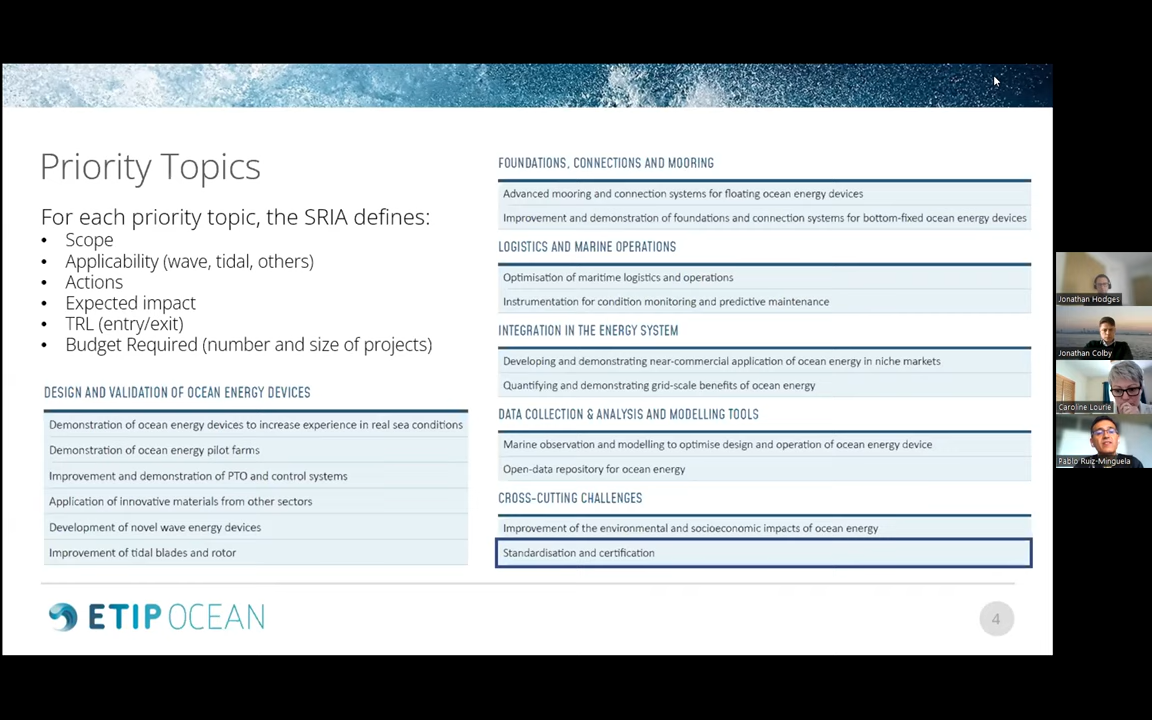 Priority Topics
For each priority topic, the SRIA defines:
• Scope
• Applicability (wave, tidal, others)
• Actions
• Expected impact
• TRL (entry/exit)
• Budget Required (number and size of projects)
DESIGN AND VALIDATION OF OCEAN ENERGY DEVICES
Demonstration of ocean energy devices to increase experience in real sea conditions
Demonstration of ocean energy pilot farms
Improvement and demonstration of PTO and control systems
Application of innovative materials from other sectors
Development of novel wave energy devices
Improvement of tidal blades and rotor
FOUNDATIONS, CONNECTIONS AND MOORING
Advanced mooring and connection systems for floating ocean energy devices
Improvement and demonstration of foundations and connection systems for bottom-fixed ocean energy devices
LOGISTICS AND MARINE OPERATIONS
Optimisation of maritime logistics and operations
Instrumentation for condition monitoring and predictive maintenance
INTEGRATION IN THE ENERGY SYSTEM
Developing and demonstrating near-commercial application of ocean energy in niche markets
Quantifying and demonstrating grid-scale benefits of ocean energy
DATA COLLECTION & ANALYSIS AND MODELLING TOOLS
Marine observation and modelling to optimise design and operation of ocean energy device
Open-data repository for ocean energy
CROSS-CUTTING CHALLENGES
Improvement of the environmental and socioeconomic impacts of ocean energy
Standardisation and certification
ETIP OCEAN
4
Jonathan Hodges
Jonathan Colby
Caroline Lourie
Pablo Ruiz-Minguela